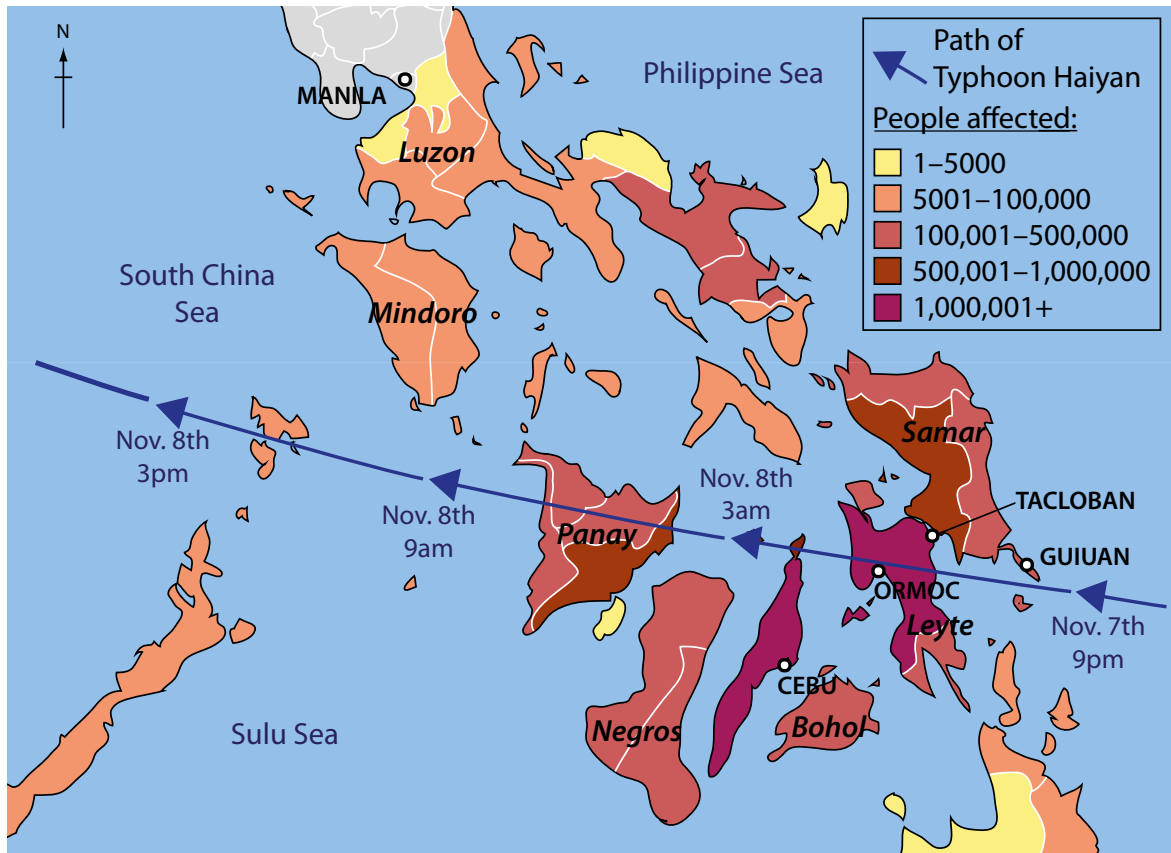 N
MANILA
Luzon
Philippine Sea
Path of
Typhoon Haiyan
People affected:
1–5000
5001–100,000
100,001–500,000
500,001–1,000,000
1,000,001+
South China
Sea
Mindoro
Nov. 8th
3pm
Nov. 8th
9am
Panay
Nov. 8th
3am
Samar
TACLOBAN
GUIUAN
ORMOC
Leyte
Nov. 7th
9pm
CEBU
Bohol
Negros
Sulu Sea